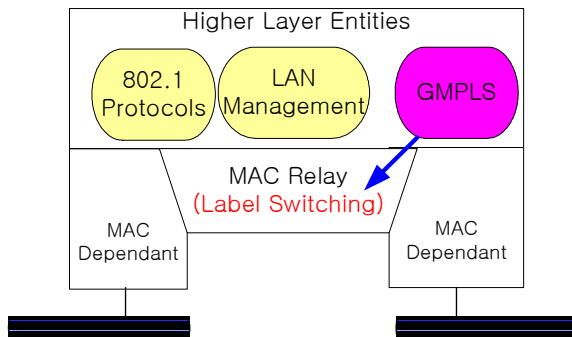 Higher Layer Entities
802.1
Protocols
LAN
Management
GMPLS
MAC Relay
(Label Switching)
MAC
Dependant
MAC
Dependant